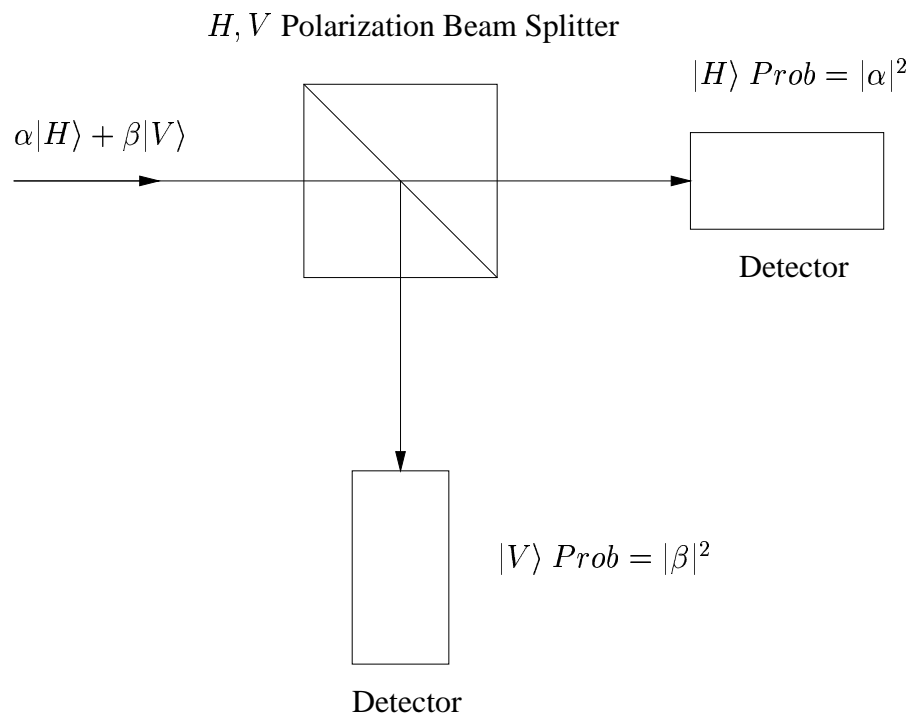 H, V Polarization Beam Splitter
|H⟩ Prob = |α|²
α|H⟩ + β|V⟩
Detector
|V⟩ Prob = |β|²
Detector